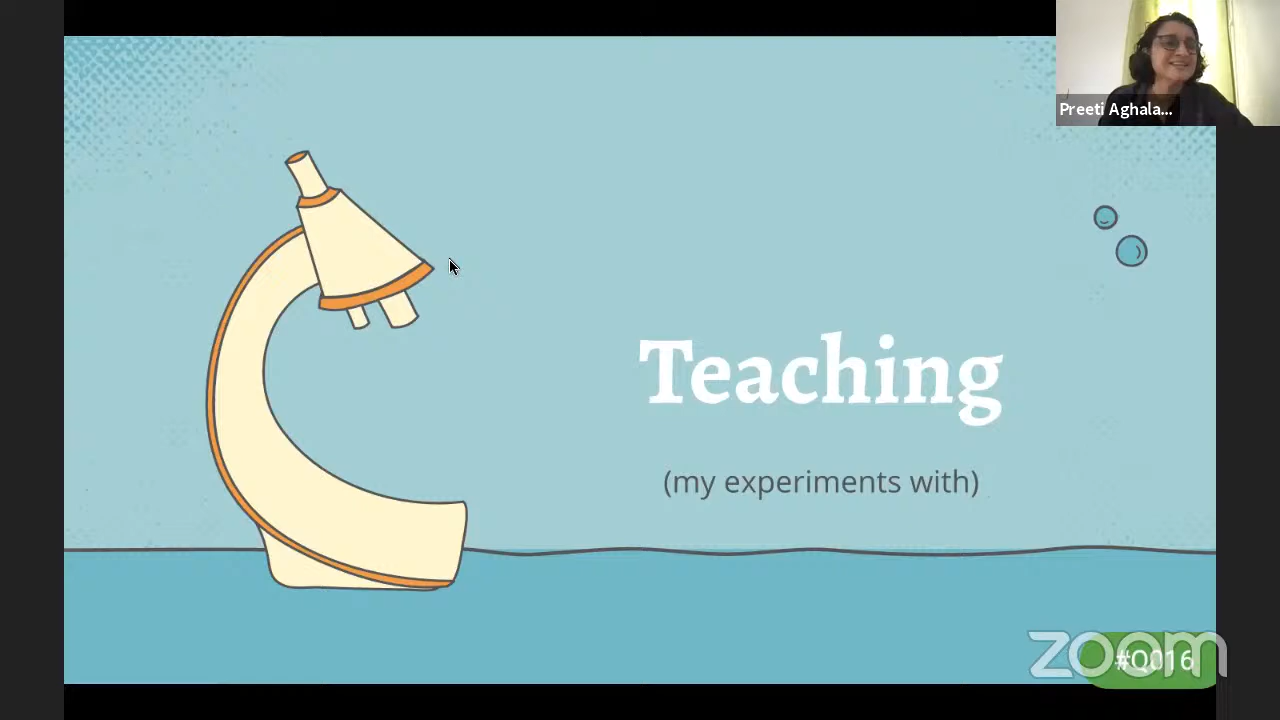 Preeti Aghala...
Teaching
(my experiments with)
zoom
#Q016